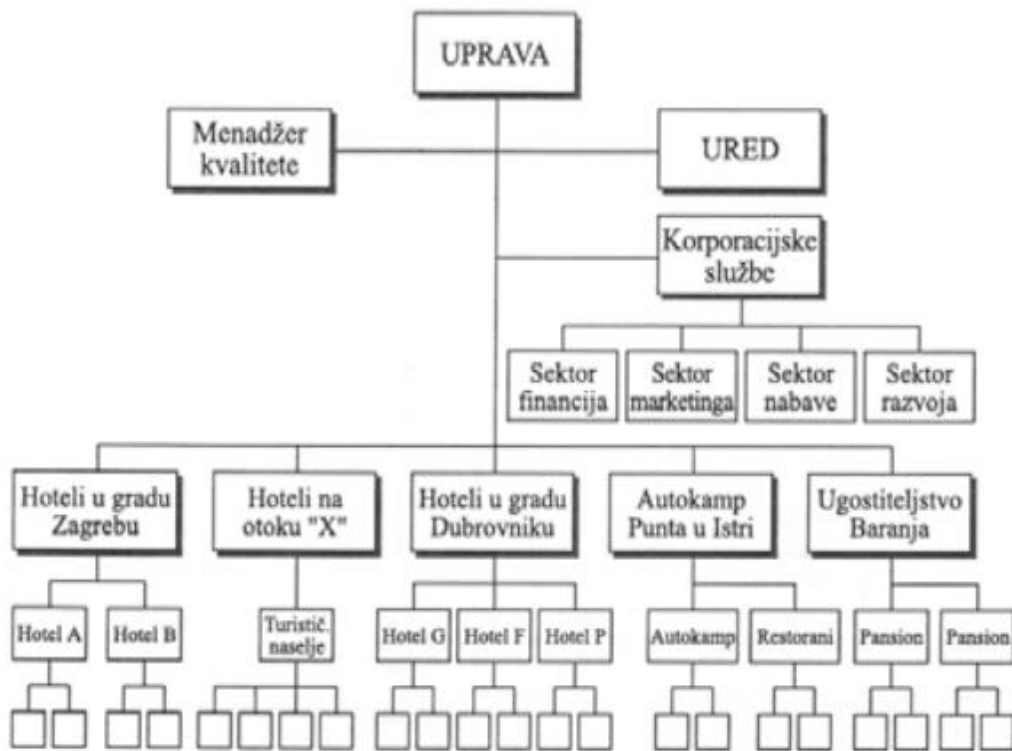 UPRAVA
Menadžer
kvalitete
URED
Korporacijske
službe
Sektor
financija
Sektor
marketinga
Sektor
nabave
Sektor
razvoja
Hoteli u gradu
Zagrebu
Hoteli na
otoku "X"
Hoteli u gradu
Dubrovniku
Autokamp
Punta u Istri
Ugostiteljstvo
Baranja
Hotel A
Hotel B
Turistič.
naselje
Hotel G
Hotel F
Hotel P
Autokamp
Restorani
Pansion
Pansion